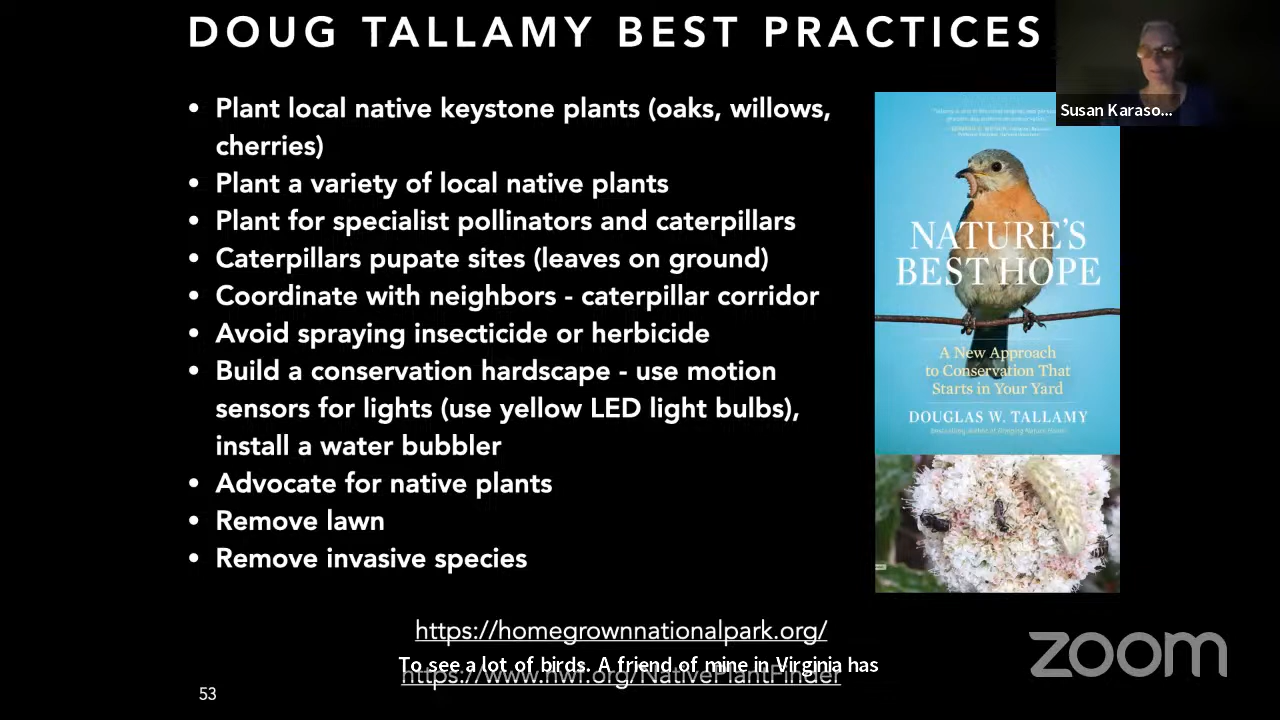 DOUG TALLAMY BEST PRACTICES
Susan Karaso...
• Plant local native keystone plants (oaks, willows,
cherries)
• Plant a variety of local native plants
• Plant for specialist pollinators and caterpillars
• Caterpillars pupate sites (leaves on ground)
• Coordinate with neighbors - caterpillar corridor
• Avoid spraying insecticide or herbicide
• Build a conservation hardscape - use motion
sensors for lights (use yellow LED light bulbs),
install a water bubbler
• Advocate for native plants
• Remove lawn
• Remove invasive species
NATURE'S
BEST HOPE
A New Approach
to Conservation That
Starts in Your Yard
DOUGLAS W. TALLAMY
https://homegrownnationalpark.org/
To see a lot of birds. A friend of mine in Virginia has
https://www.nwf.org/NativePlantFinder
zoom
53